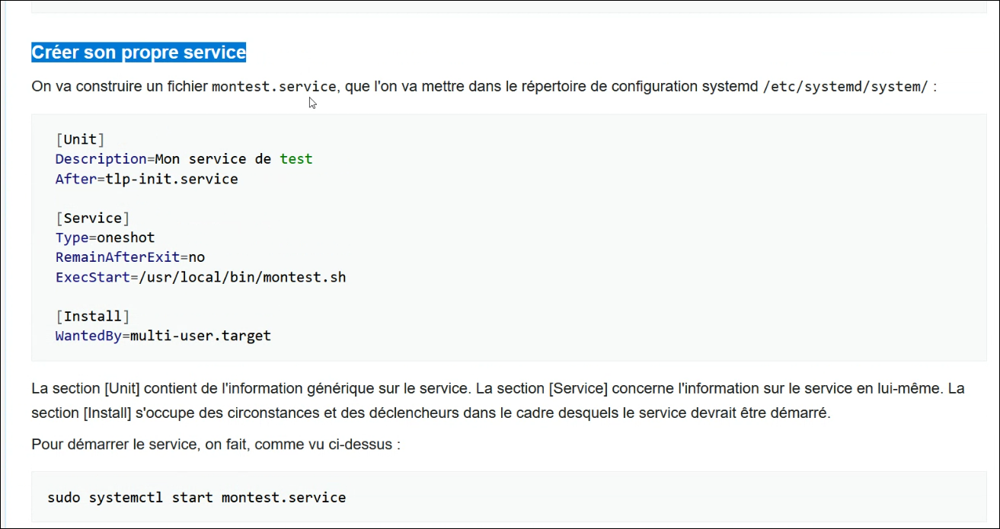 Créer son propre service
On va construire un fichier montest.service, que l'on va mettre dans le répertoire de configuration systemd /etc/systemd/system/ :
[Unit]
Description=Mon service de test
After=tlp-init.service
[Service]
Type=oneshot
RemainAfterExit=no
ExecStart=/usr/local/bin/montest.sh
[Install]
WantedBy=multi-user.target
La section [Unit] contient de l'information générique sur le service. La section [Service] concerne l'information sur le service en lui-même. La
section [Install] s'occupe des circonstances et des déclencheurs dans le cadre desquels le service devrait être démarré.
Pour démarrer le service, on fait, comme vu ci-dessus :
sudo systemctl start montest.service